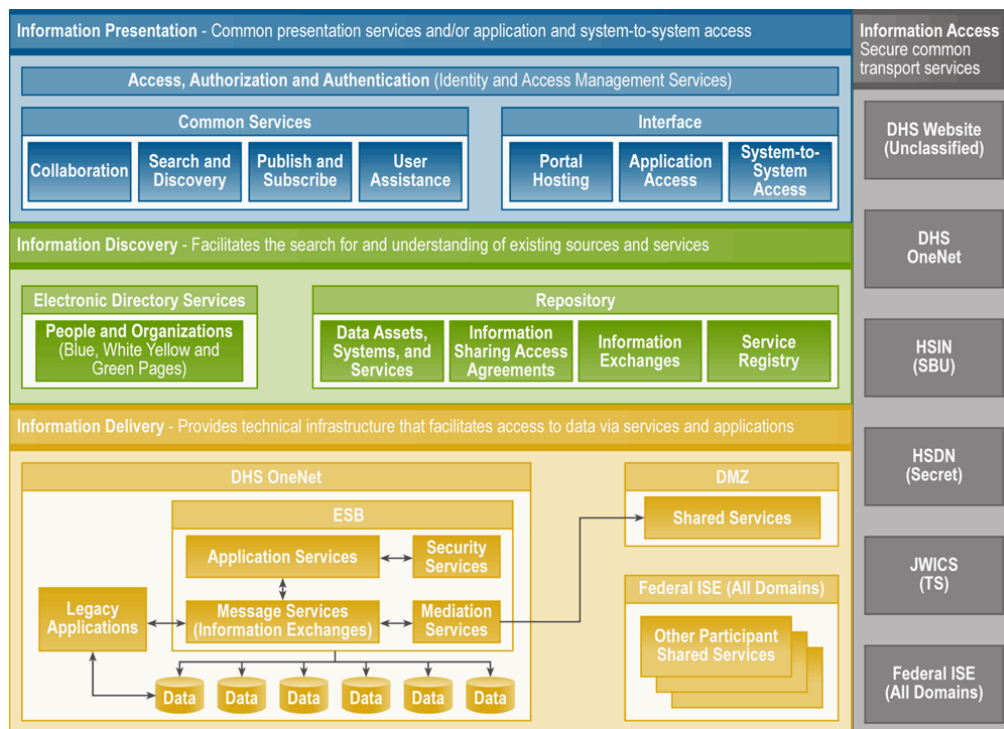 Information Presentation - Common presentation services and/or application and system-to-system access
Access, Authorization and Authentication (Identity and Access Management Services)
Common Services
Collaboration
Search and
Discovery
Publish and
Subscribe
User
Assistance
Interface
Portal
Hosting
Application
Access
System-to-
System
Access
Information Discovery - Facilitates the search for and understanding of existing sources and services
Electronic Directory Services
People and Organizations
(Blue, White Yellow and
Green Pages)
Repository
Data Assets,
Systems, and
Services
Information
Sharing Access
Agreements
Information
Exchanges
Service
Registry
Information Delivery - Provides technical infrastructure that facilitates access to data via services and applications
DHS OneNet
ESB
Application Services
Security
Services
Legacy
Applications
Message Services
(Information Exchanges)
Mediation
Services
Data
Data
Data
Data
Data
Data
DMZ
Shared Services
Federal ISE (All Domains)
Other Participant
Shared Services
Information Access
Secure common
transport services
DHS Website
(Unclassified)
DHS
OneNet
HSIN
(SBU)
HSDN
(Secret)
JWICS
(TS)
Federal ISE
(All Domains)